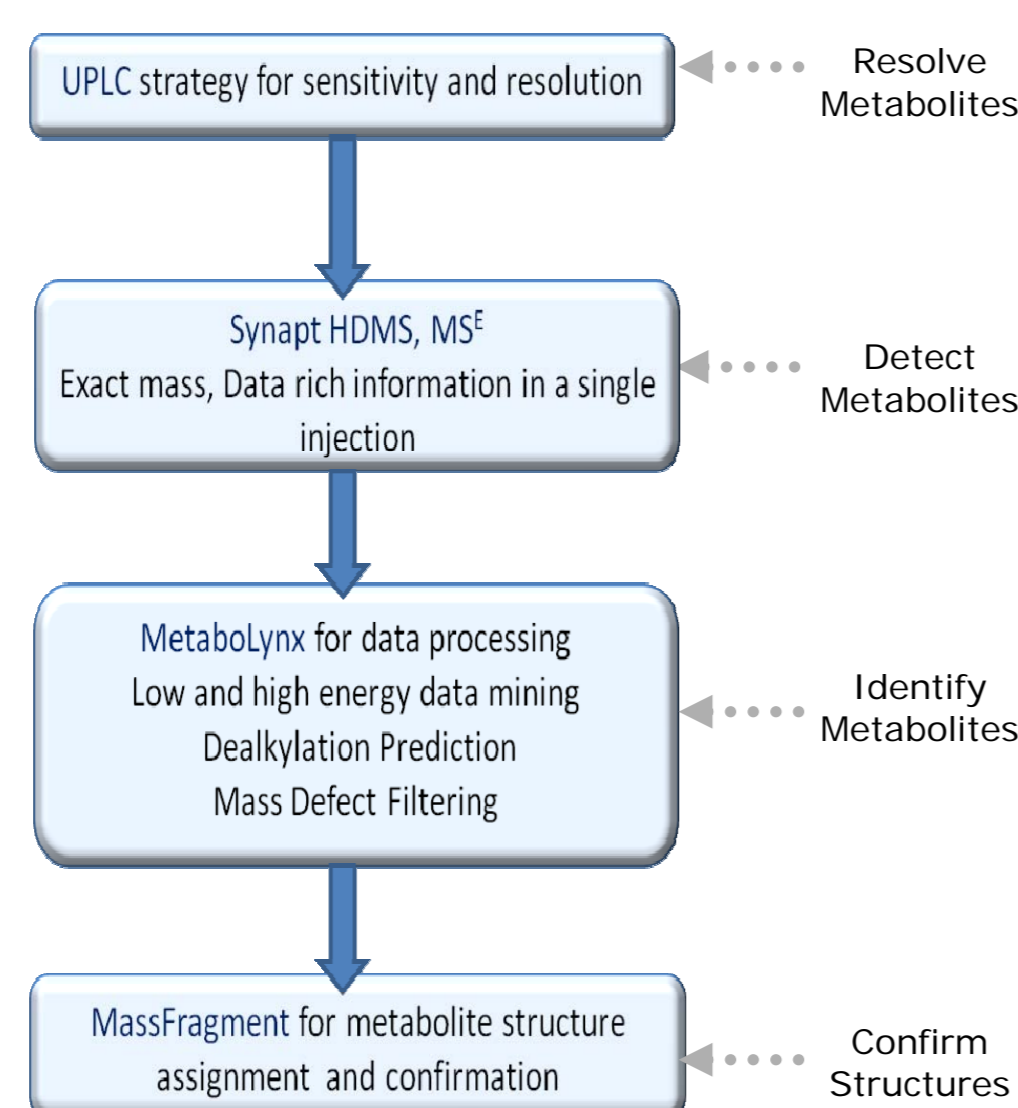 UPLC strategy for sensitivity and resolution
Resolve
Metabolites
Synapt HDMS, MSᴱ
Exact mass, Data rich information in a single
injection
Detect
Metabolites
MetaboLynx for data processing
Low and high energy data mining
Dealkylation Prediction
Mass Defect Filtering
Identify
Metabolites
MassFragment for metabolite structure
assignment and confirmation
Confirm
Structures